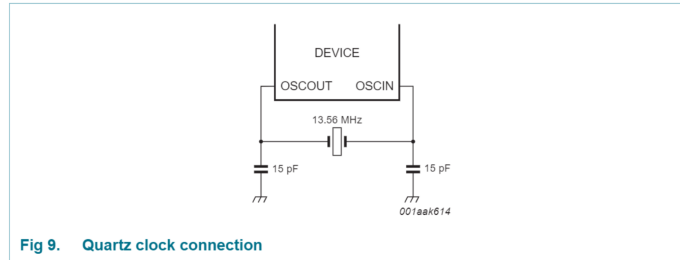 DEVICE
OSCOUT OSCIN
13.56 MHz
15 pF 15 pF
001aak614
Fig 9. Quartz clock connection